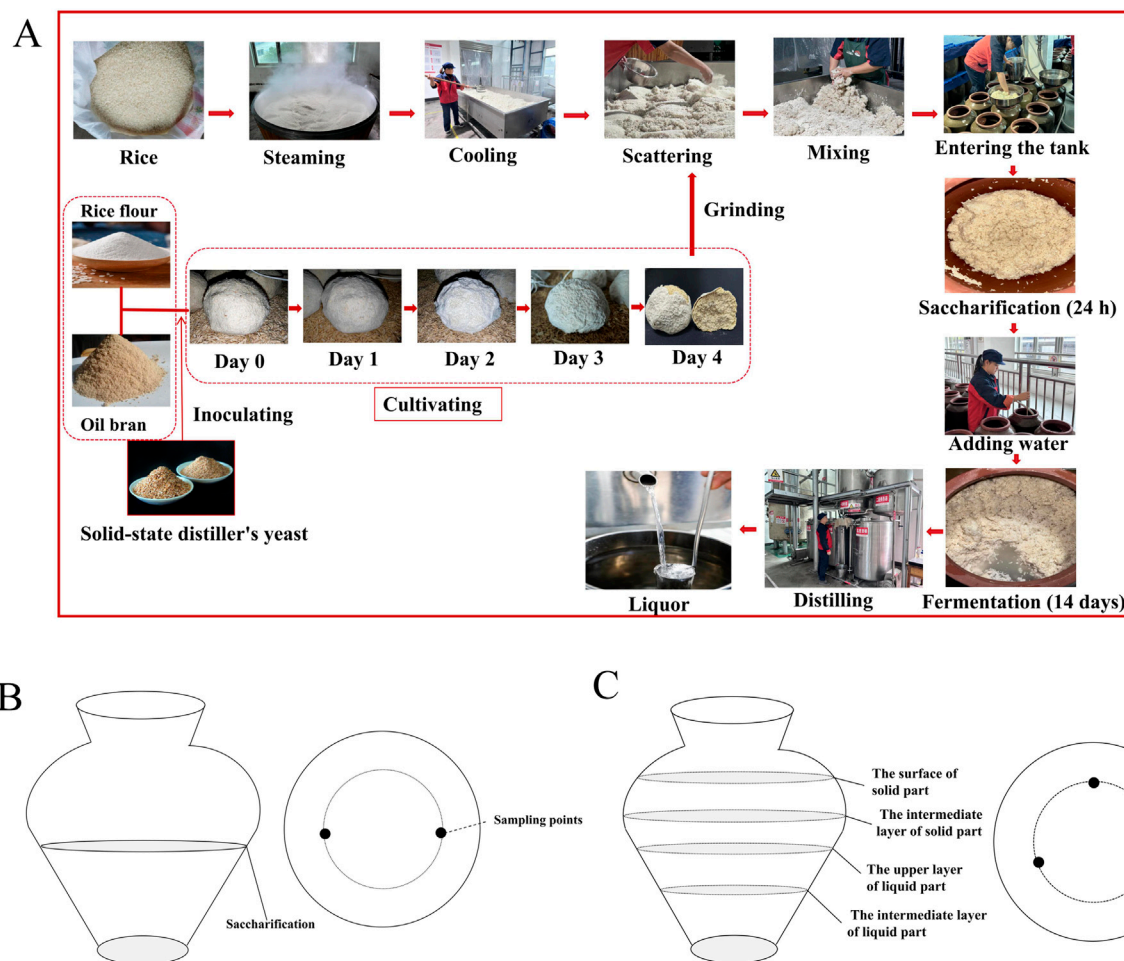 A
Rice
Steaming
Cooling
Scattering
Mixing
Entering the tank
Rice flour
Grinding
Saccharification (24 h)
Day 0
Day 1
Day 2
Day 3
Day 4
Oil bran
Inoculating
Cultivating
Adding water
Solid-state distiller's yeast
Liquor
Distilling
Fermentation (14 days)
B
Sampling points
Saccharification
C
The surface of
solid part
The intermediate
layer of solid part
The upper layer
of liquid part
The intermediate layer
of liquid part